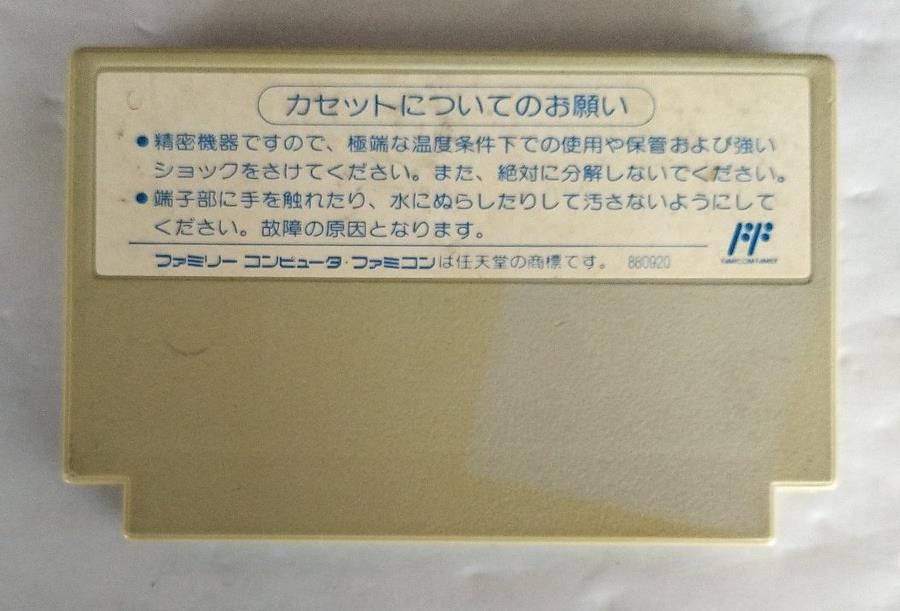 カセットについてのお願い
●精密機器ですので、極端な温度条件下での使用や保管および強い
ショックをさけてください。また、絶対に分解しないでください。
●端子部に手を触れたり、水にぬらしたりして汚さないようにして
ください。故障の原因となります。
ファミリーコンピュータ・ファミコンは任天堂の商標です。 880920